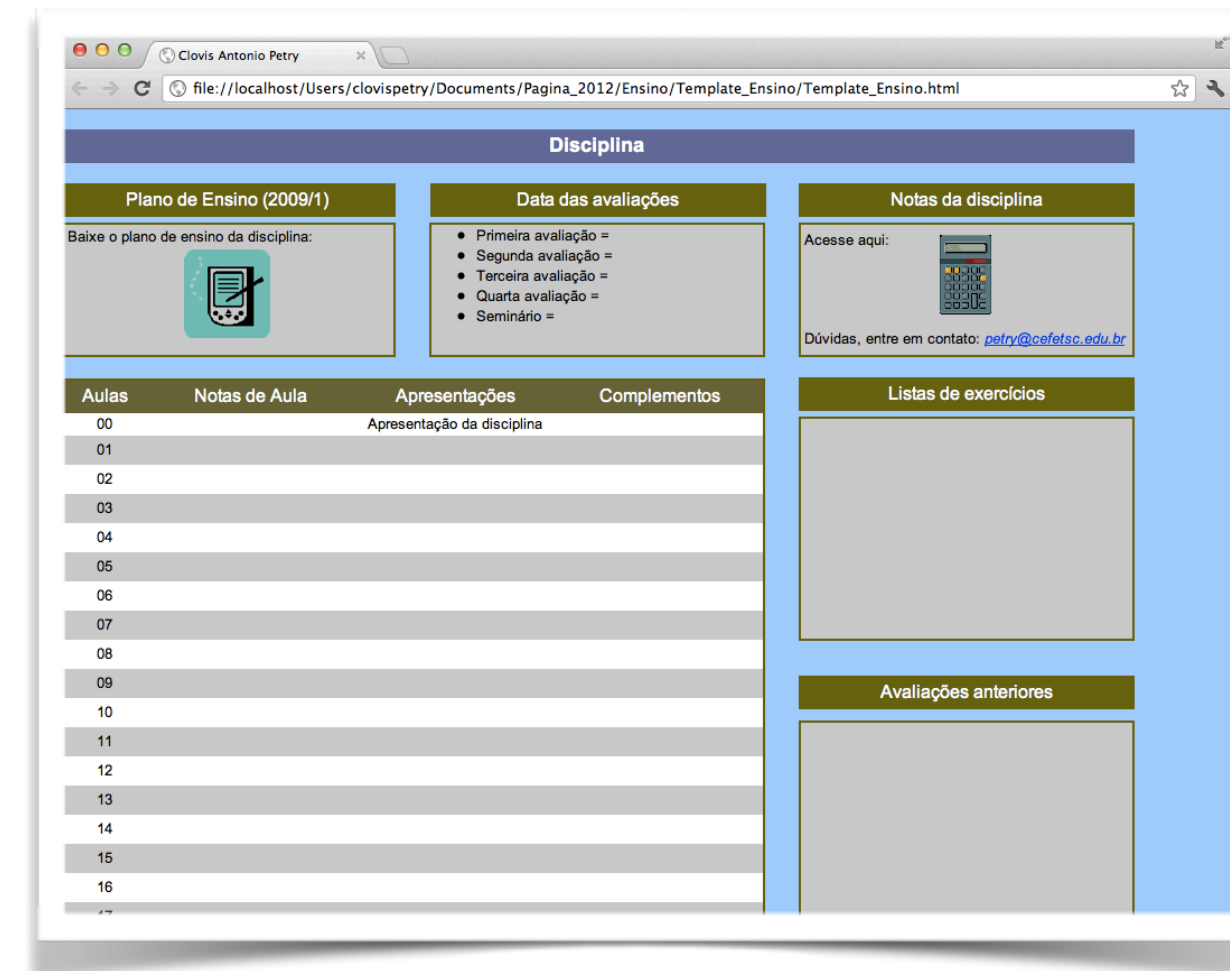 Clovis Antonio Petry
file://localhost/Users/clovispetry/Documents/Pagina_2012/Ensino/Template_Ensino/Template_Ensino.html
Disciplina
Plano de Ensino (2009/1)
Baixe o plano de ensino da disciplina:
Data das avaliações
Primeira avaliação =
Segunda avaliação =
Terceira avaliação =
Quarta avaliação =
Seminário =
Notas da disciplina
Acesse aqui:
Dúvidas, entre em contato: petry@cefetsc.edu.br
Aulas Notas de Aula Apresentações Complementos
00 Apresentação da disciplina
01
02
03
04
05
06
07
08
09
10
11
12
13
14
15
16
17
Listas de exercícios
Avaliações anteriores